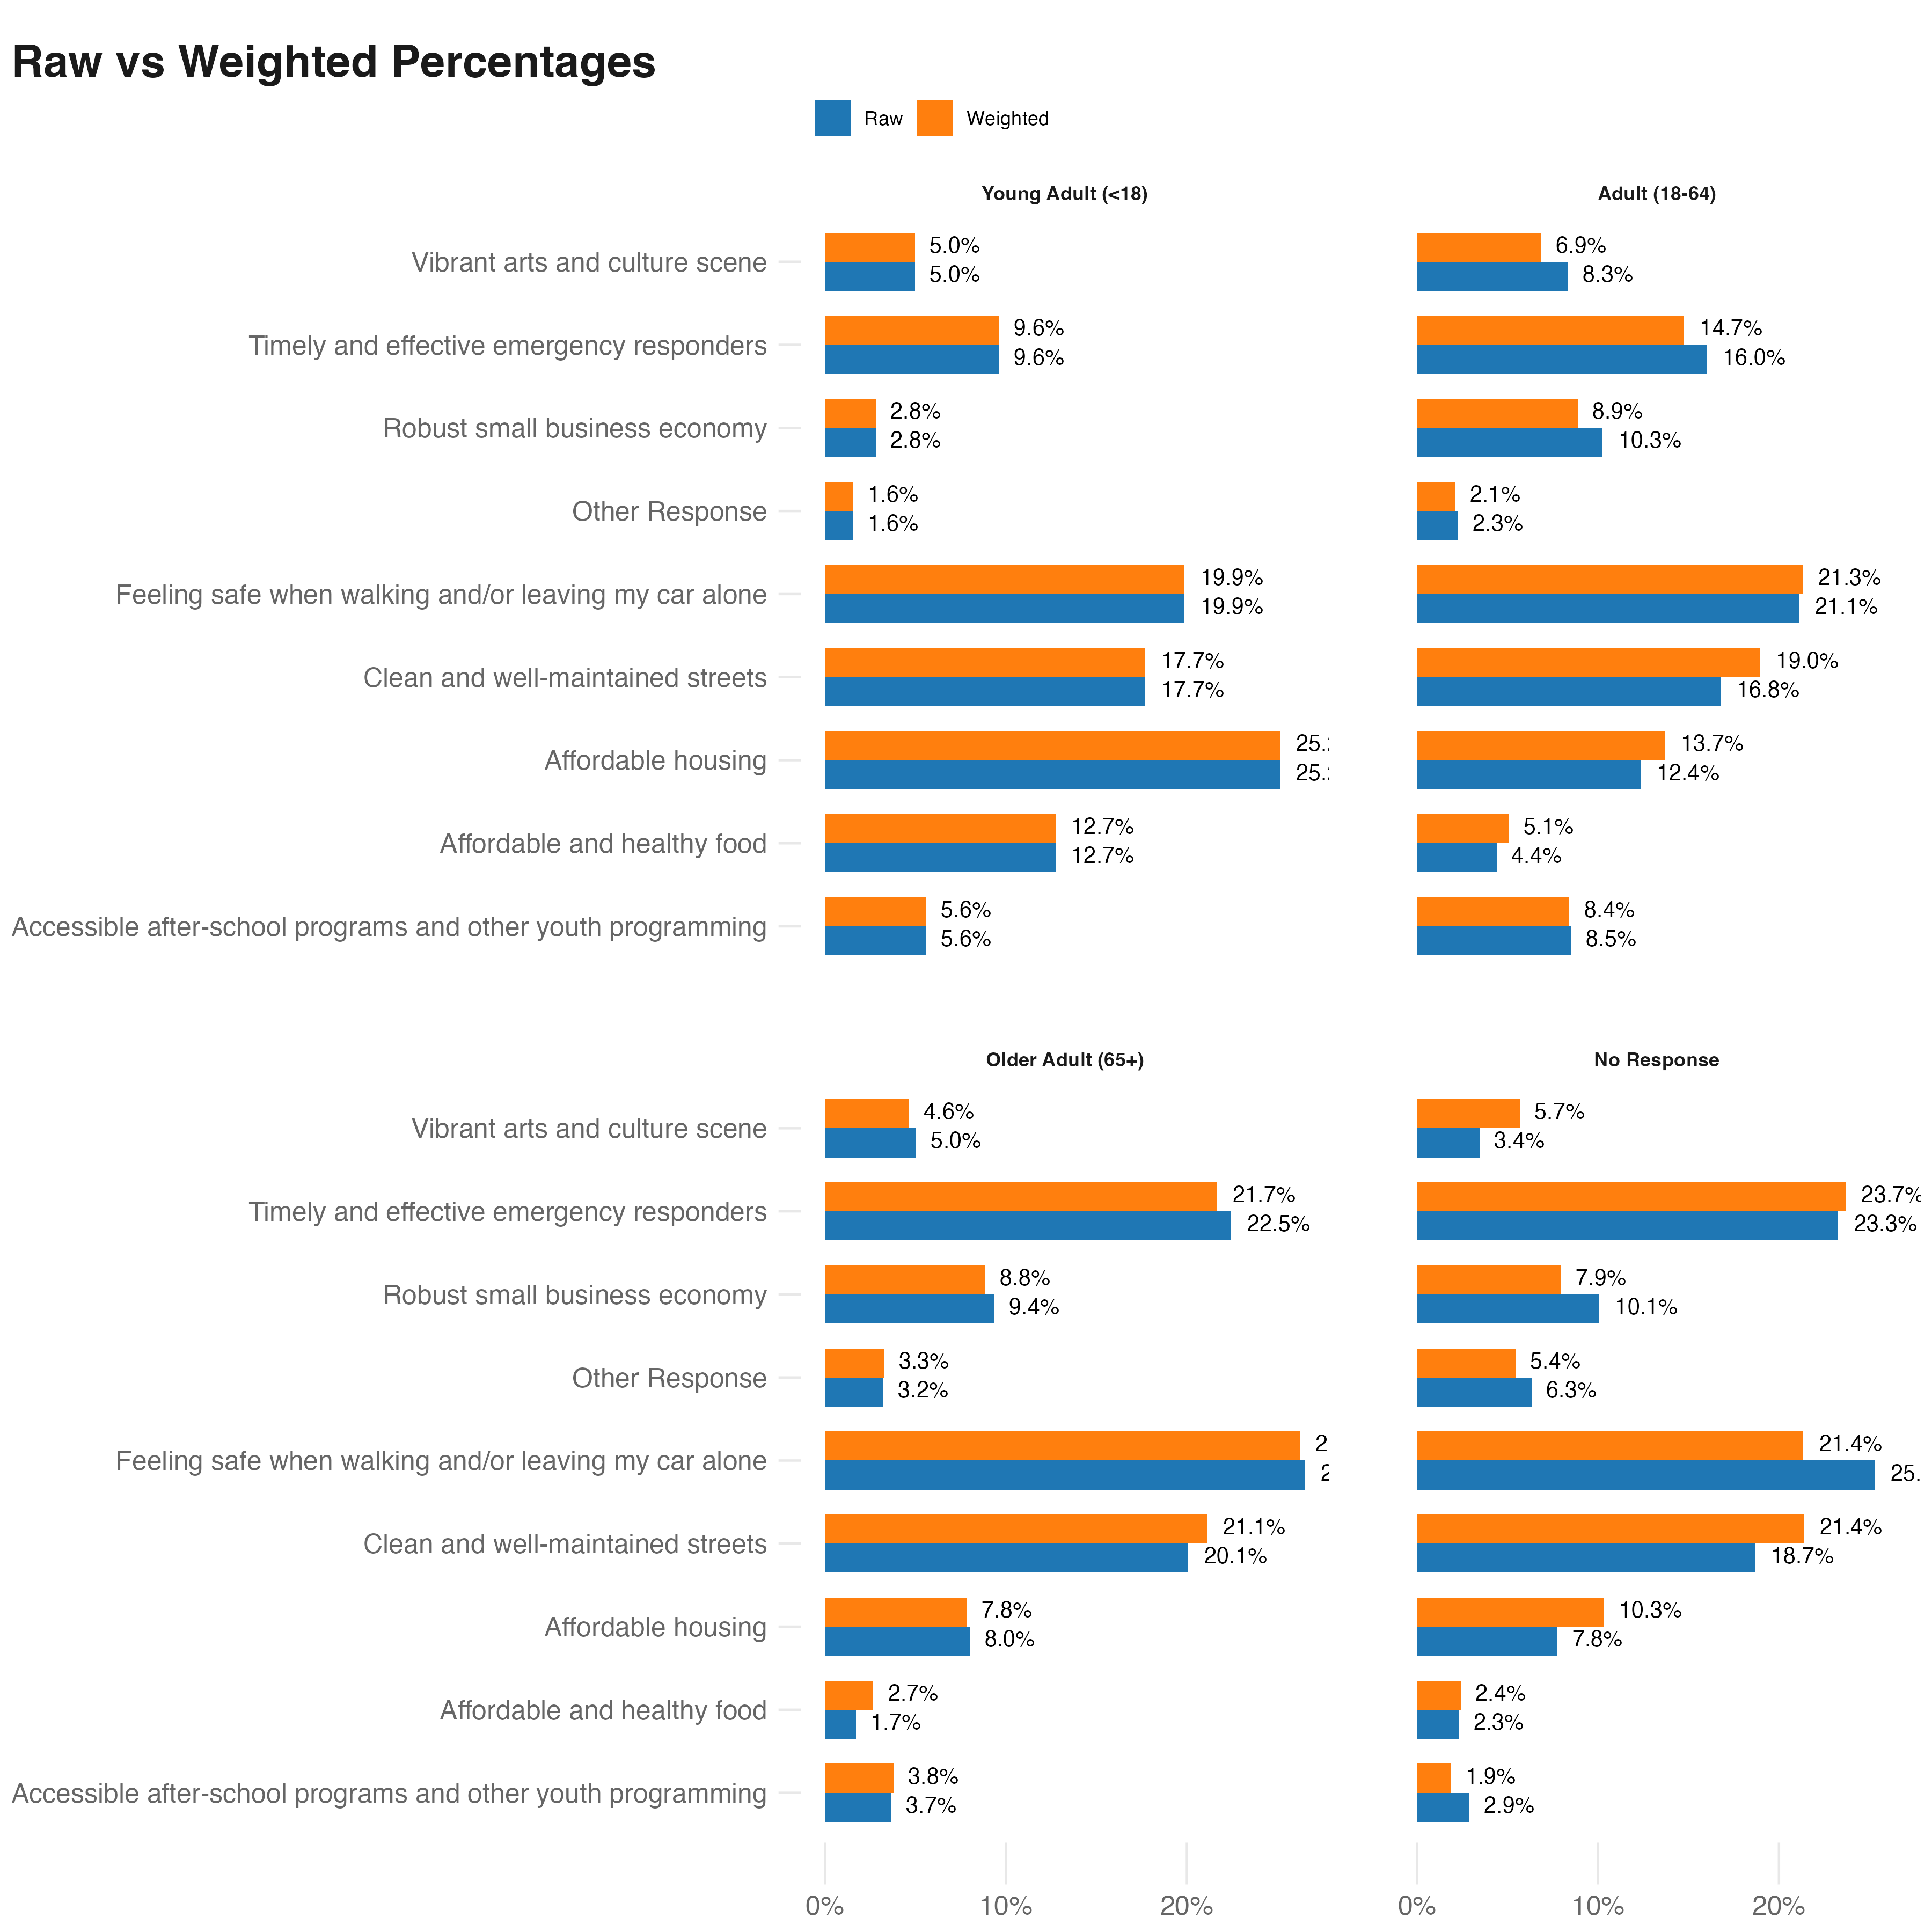 Raw vs Weighted Percentages
Raw Weighted
Young Adult (<18) Adult (18-64)
Vibrant arts and culture scene 5.0% 6.9%
5.0% 8.3%
Timely and effective emergency responders 9.6% 14.7%
9.6% 16.0%
Robust small business economy 2.8% 8.9%
2.8% 10.3%
Other Response 1.6% 2.1%
1.6% 2.3%
Feeling safe when walking and/or leaving my car alone 19.9% 21.3%
19.9% 21.1%
Clean and well-maintained streets 17.7% 19.0%
17.7% 16.8%
Affordable housing 25. 13.7%
25. 12.4%
Affordable and healthy food 12.7% 5.1%
12.7% 4.4%
Accessible after-school programs and other youth programming 5.6% 8.4%
5.6% 8.5%
Older Adult (65+) No Response
Vibrant arts and culture scene 4.6% 5.7%
5.0% 3.4%
Timely and effective emergency responders 21.7% 23.7%
22.5% 23.3%
Robust small business economy 8.8% 7.9%
9.4% 10.1%
Other Response 3.3% 5.4%
3.2% 6.3%
Feeling safe when walking and/or leaving my car alone 2 21.4%
2 25.
Clean and well-maintained streets 21.1% 21.4%
20.1% 18.7%
Affordable housing 7.8% 10.3%
8.0% 7.8%
Affordable and healthy food 2.7% 2.4%
1.7% 2.3%
Accessible after-school programs and other youth programming 3.8% 1.9%
3.7% 2.9%
0% 10% 20% 0% 10% 20%